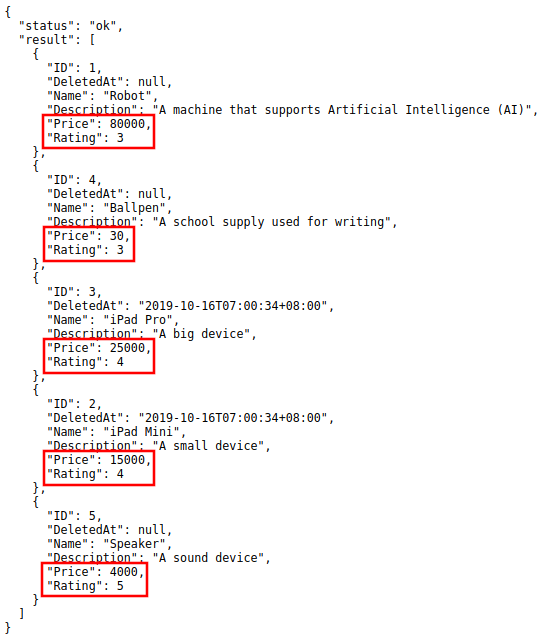 {
  "status": "ok",
  "result": [
    {
      "ID": 1,
      "DeletedAt": null,
      "Name": "Robot",
      "Description": "A machine that supports Artificial Intelligence (AI)",
      "Price": 80000,
      "Rating": 3
    },
    {
      "ID": 4,
      "DeletedAt": null,
      "Name": "Ballpen",
      "Description": "A school supply used for writing",
      "Price": 30,
      "Rating": 3
    },
    {
      "ID": 3,
      "DeletedAt": "2019-10-16T07:00:34+08:00",
      "Name": "iPad Pro",
      "Description": "A big device",
      "Price": 25000,
      "Rating": 4
    },
    {
      "ID": 2,
      "DeletedAt": "2019-10-16T07:00:34+08:00",
      "Name": "iPad Mini",
      "Description": "A small device",
      "Price": 15000,
      "Rating": 4
    },
    {
      "ID": 5,
      "DeletedAt": null,
      "Name": "Speaker",
      "Description": "A sound device",
      "Price": 4000,
      "Rating": 5
    }
  ]
}